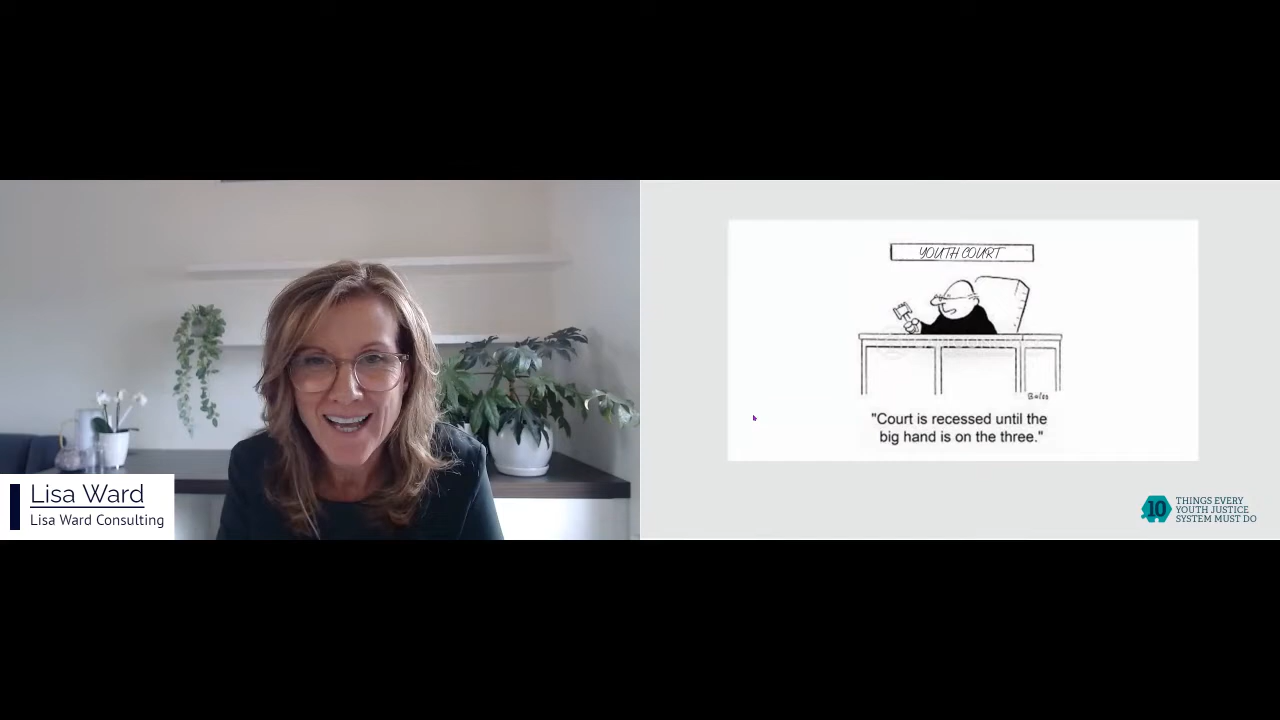 Lisa Ward
Lisa Ward Consulting
YOUTH COURT
"Court is recessed until the
big hand is on the three."
10
THINGS EVERY
YOUTH JUSTICE
SYSTEM MUST DO